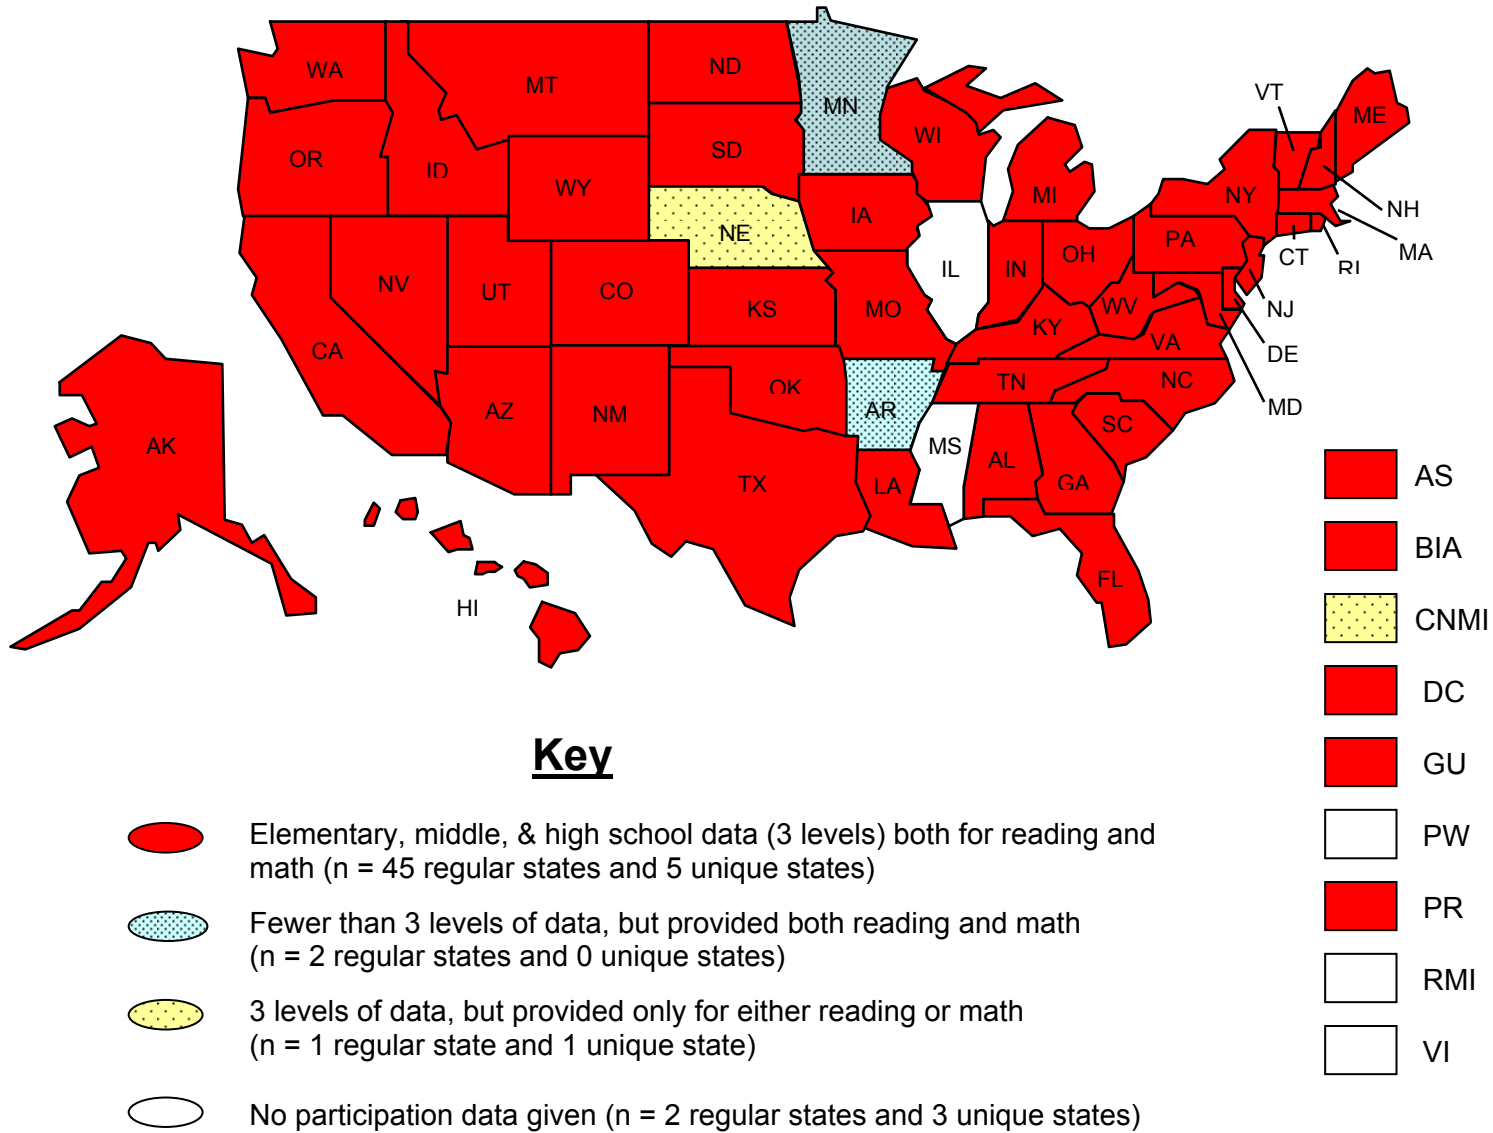 WA
MT
ND
MN
VT
ME
OR
ID
SD
WI
WY
MI
NY
NH
NE
IA
PA
MA
CT
RI
NV
UT
CO
KS
MO
IL
IN
OH
WV
NJ
CA
KY
VA
DE
AZ
NM
OK
AR
TN
NC
MD
AK
TX
LA
MS
AL
GA
SC
FL
HI
AS
BIA
CNMI
DC
GU
PW
PR
RMI
VI
Key
Elementary, middle, & high school data (3 levels) both for reading and
math (n = 45 regular states and 5 unique states)
Fewer than 3 levels of data, but provided both reading and math
(n = 2 regular states and 0 unique states)
3 levels of data, but provided only for either reading or math
(n = 1 regular state and 1 unique state)
No participation data given (n = 2 regular states and 3 unique states)